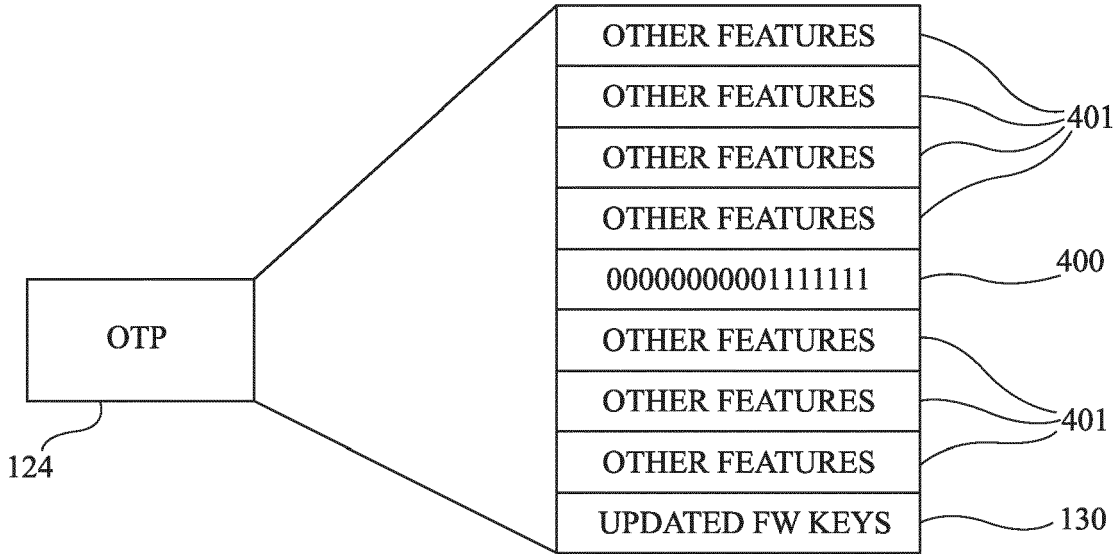 OTHER FEATURES
OTHER FEATURES
401
OTHER FEATURES
OTHER FEATURES
00000000001111111
400
OTP
OTHER FEATURES
OTHER FEATURES
401
124
OTHER FEATURES
UPDATED FW KEYS
130